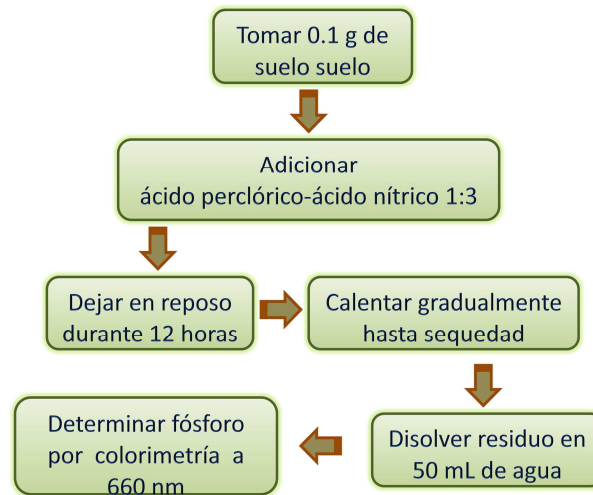 Tomar 0.1 g de
suelo suelo
Adicionar
ácido perclórico-ácido nítrico 1:3
Dejar en reposo
durante 12 horas
Calentar gradualmente
hasta sequedad
Disolver residuo en
50 mL de agua
Determinar fósforo
por colorimetría a
660 nm